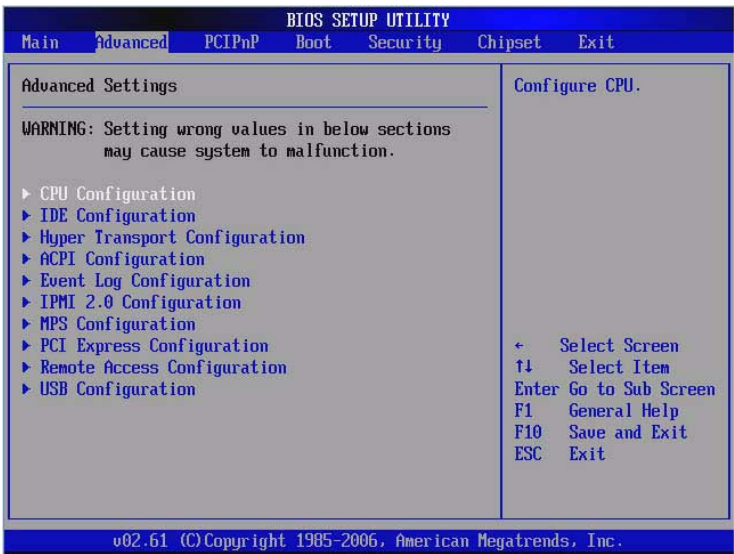 BIOS SETUP UTILITY
Main Advanced PCIPnP Boot Security Chipset Exit
Advanced Settings
WARNING: Setting wrong values in below sections
may cause system to malfunction.
▶ CPU Configuration
▶ IDE Configuration
▶ Hyper Transport Configuration
▶ ACPI Configuration
▶ Event Log Configuration
▶ IPMI 2.0 Configuration
▶ MPS Configuration
▶ PCI Express Configuration
▶ Remote Access Configuration
▶ USB Configuration
Configure CPU.
← Select Screen
↑↓ Select Item
Enter Go to Sub Screen
F1 General Help
F10 Save and Exit
ESC Exit
v02.61 (C)Copyright 1985-2006, American Megatrends, Inc.